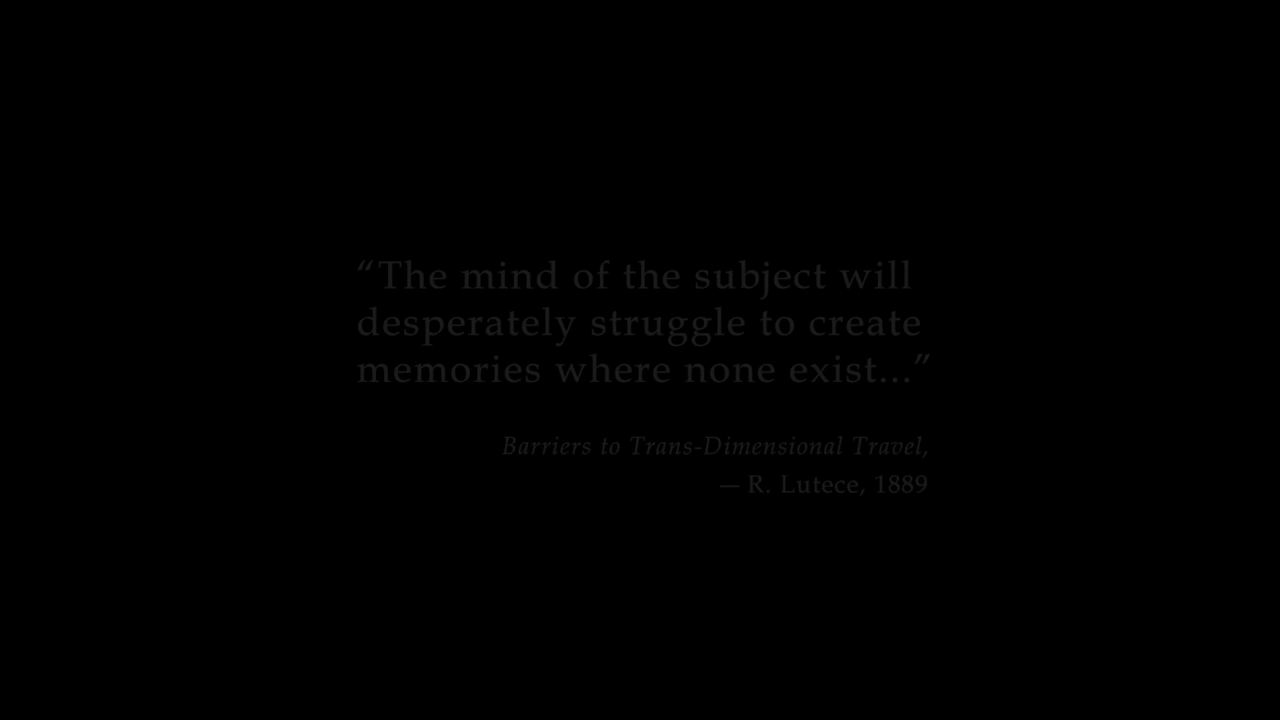 “The mind of the subject will
desperately struggle to create
memories where none exist...”
Barriers to Trans-Dimensional Travel,
— R. Lutece, 1889